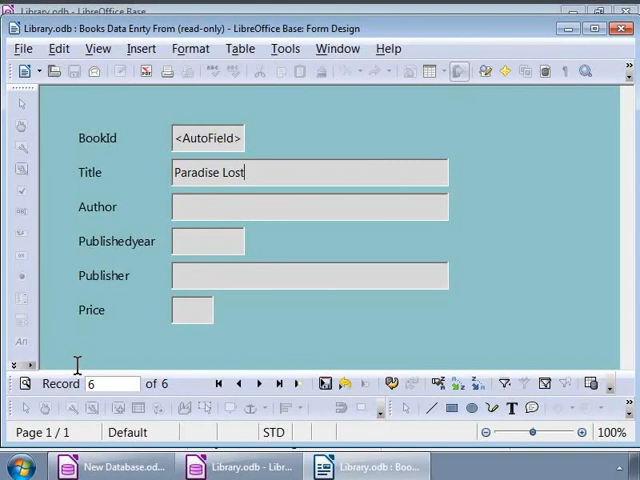 Library.odb - LibreOffice Base
Library.odb : Books Data Enrty From (read-only) - LibreOffice Base: Form Design
File Edit View Insert Format Table Tools Window Help
BookId <AutoField>
Title Paradise Lost
Author
Publishedyear
Publisher
Price
Record 6 of 6
Page 1 / 1 Default STD 100%
New Database.od... Library.odb - Libr... Library.odb : Boo...